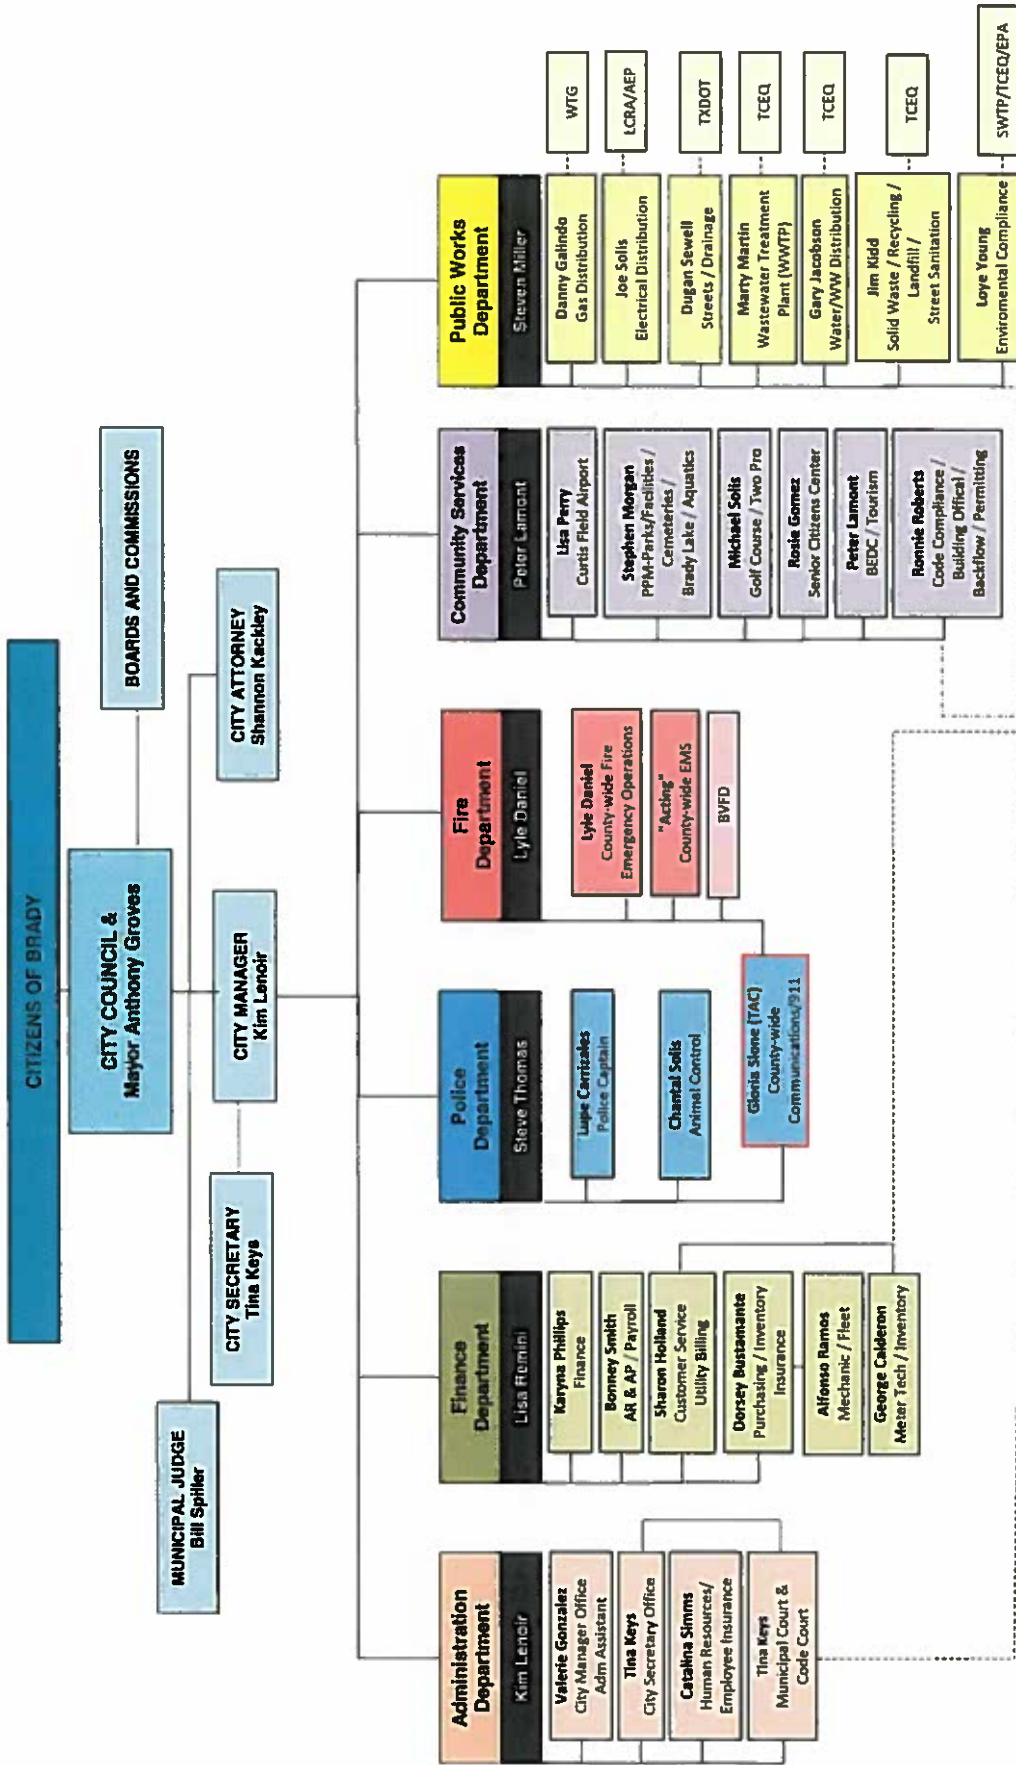 CITIZENS OF BRADY
CITY COUNCIL &
Mayor Anthony Groves
BOARDS AND COMMISSIONS
MUNICIPAL JUDGE
Bill Spiller
CITY ATTORNEY
Shannon Kackley
CITY SECRETARY
Tina Keys
CITY MANAGER
Kim Lenoir
Administration
Department
Kim Lenoir
Valerie Gonzalez
City Manager Office
Adm Assistant
Tina Keys
City Secretary Office
Catalina Simms
Human Resources/
Employee Insurance
Tina Keys
Municipal Court &
Code Court
Finance
Department
Lisa Remini
Karyna Phillips
Finance
Bonney Smith
AR & AP / Payroll
Sharon Holland
Customer Service
Utility Billing
Dorsey Bustamante
Purchasing / Inventory
Insurance
Alfonso Ramos
Mechanic / Fleet
George Calderon
Meter Tech / Inventory
Police
Department
Steve Thomas
Lupe Carrizales
Police Captain
Chantal Solis
Animal Control
Gloria Slone (TAC)
County-wide
Communications/911
Fire
Department
Lyle Daniel
Lyle Daniel
County-wide Fire
Emergency Operations
"Acting"
County-wide EMS
BVFD
Community Services
Department
Peter Lamont
Lisa Perry
Curtis Field Airport
Stephen Morgan
PPM-Parks/Facilities /
Cemeteries /
Brady Lake / Aquatics
Michael Solis
Golf Course / Two Pro
Rosie Gomez
Senior Citizens Center
Peter Lamont
BEDC / Tourism
Ronnie Roberts
Code Compliance /
Building Offical /
Backflow / Permitting
Public Works
Department
Steven Miller
Danny Galindo
Gas Distribution
WTG
Joe Solis
Electrical Distribution
LCRA/AEP
Dugan Sewell
Streets / Drainage
TXDOT
Marty Martin
Wastewater Treatment
Plant (WWTP)
TCEQ
Gary Jacobson
Water/WW Distribution
TCEQ
Jim Kidd
Solid Waste / Recycling /
Landfill /
Street Sanitation
TCEQ
Loye Young
Enviromental Compliance
SWTP/TCEQ/EPA